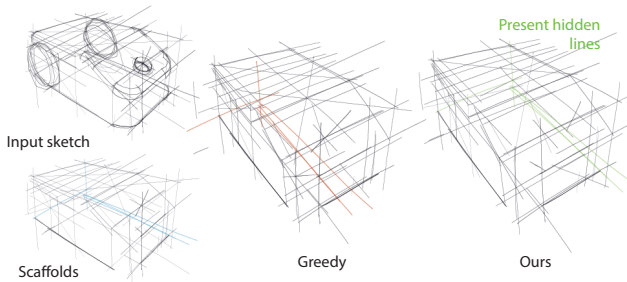 Present hidden
lines
Input sketch
Scaffolds
Greedy
Ours